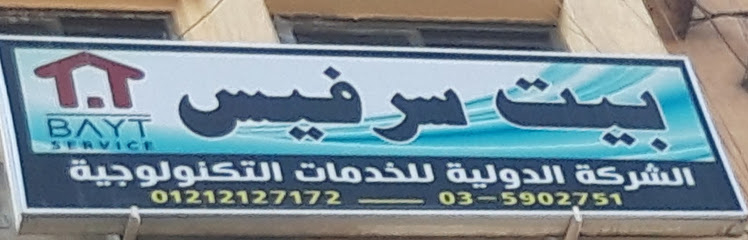 بيت سرفيس
BAYT
SERVICE
الشركة الدولية للخدمات التكنولوجية
01212127172 — 03-5902751